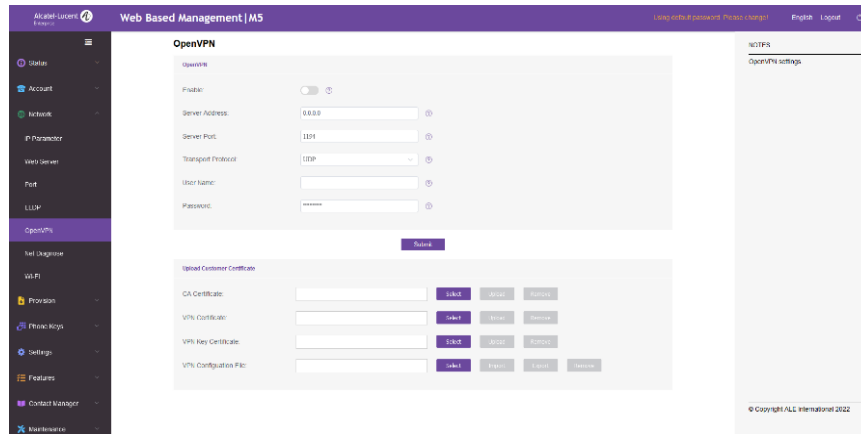 Alcatel-Lucent
Enterprise
Web Based Management | M5
Using default password. Please change!
English
Logout
Status
Account
Network
IP Parameter
Web Server
Port
LLDP
OpenVPN
Net Diagnose
Wi-Fi
Provision
Phone Keys
Settings
Features
Contact Manager
Maintenance
OpenVPN
OpenVPN
Enable:
Server Address:
0.0.0.0
Server Port:
1194
Transport Protocol:
UDP
User Name:
Password:
********
Submit
Upload Customer Certificate
CA Certificate:
Select
Upload
Remove
VPN Certificate:
Select
Upload
Remove
VPN Key Certificate:
Select
Upload
Remove
VPN Configuration File:
Select
Import
Export
Remove
NOTES
OpenVPN settings
© Copyright ALE International 2022